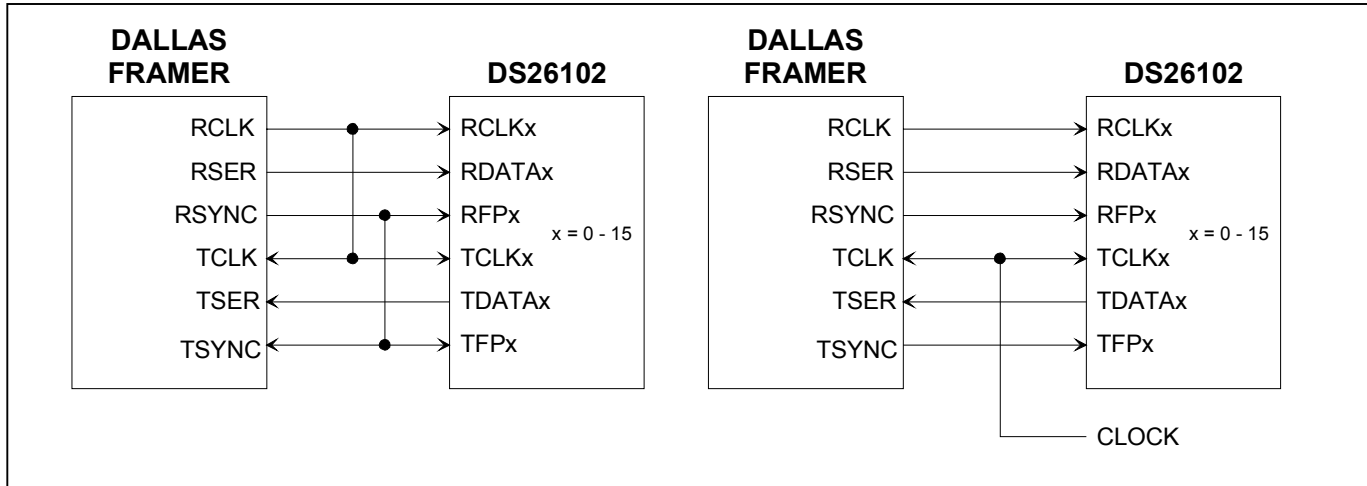 DALLAS
FRAMER
DS26102
RCLK
RCLKx
RSER
RDATAx
RSYNC
RFPx
x = 0 - 15
TCLK
TCLKx
TSER
TDATAx
TSYNC
TFPx
DALLAS
FRAMER
DS26102
RCLK
RCLKx
RSER
RDATAx
RSYNC
RFPx
x = 0 - 15
TCLK
TCLKx
TSER
TDATAx
TSYNC
TFPx
CLOCK